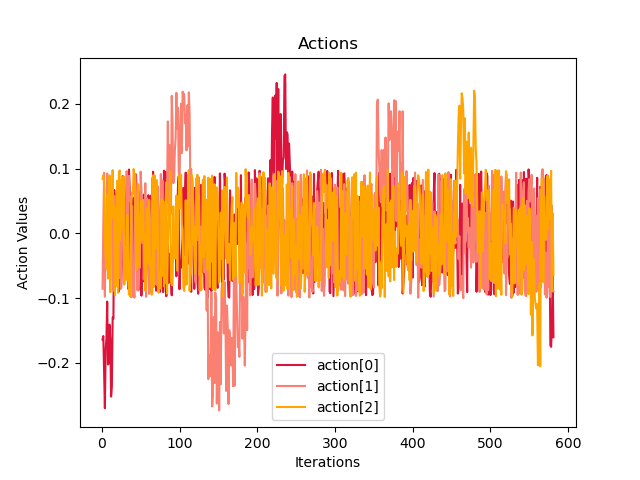 Actions
Action Values
0.2
0.1
0.0
−0.1
−0.2
action[0]
action[1]
action[2]
0 100 200 300 400 500 600
Iterations